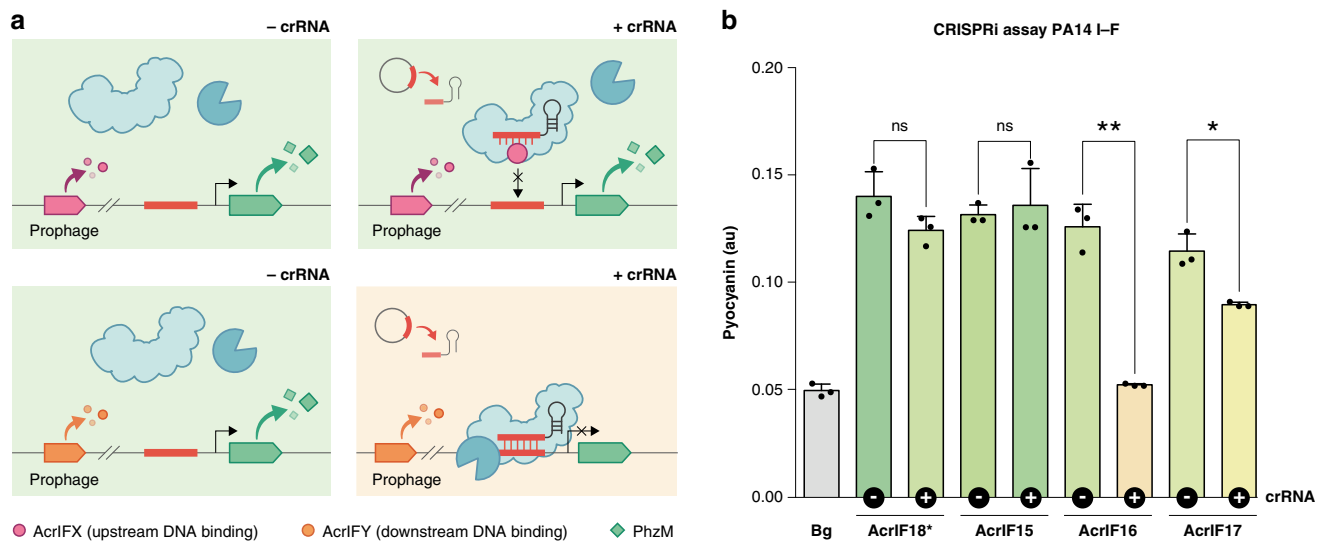 a
– crRNA
+ crRNA
Prophage
Prophage
– crRNA
+ crRNA
Prophage
Prophage
AcrIFX (upstream DNA binding)
AcrIFY (downstream DNA binding)
PhzM
b
CRISPRi assay PA14 I–F
Pyocyanin (au)
0.20
0.15
0.10
0.05
0.00
ns
ns
**
*
- + - + - + - + crRNA
Bg AcrIF18* AcrIF15 AcrIF16 AcrIF17